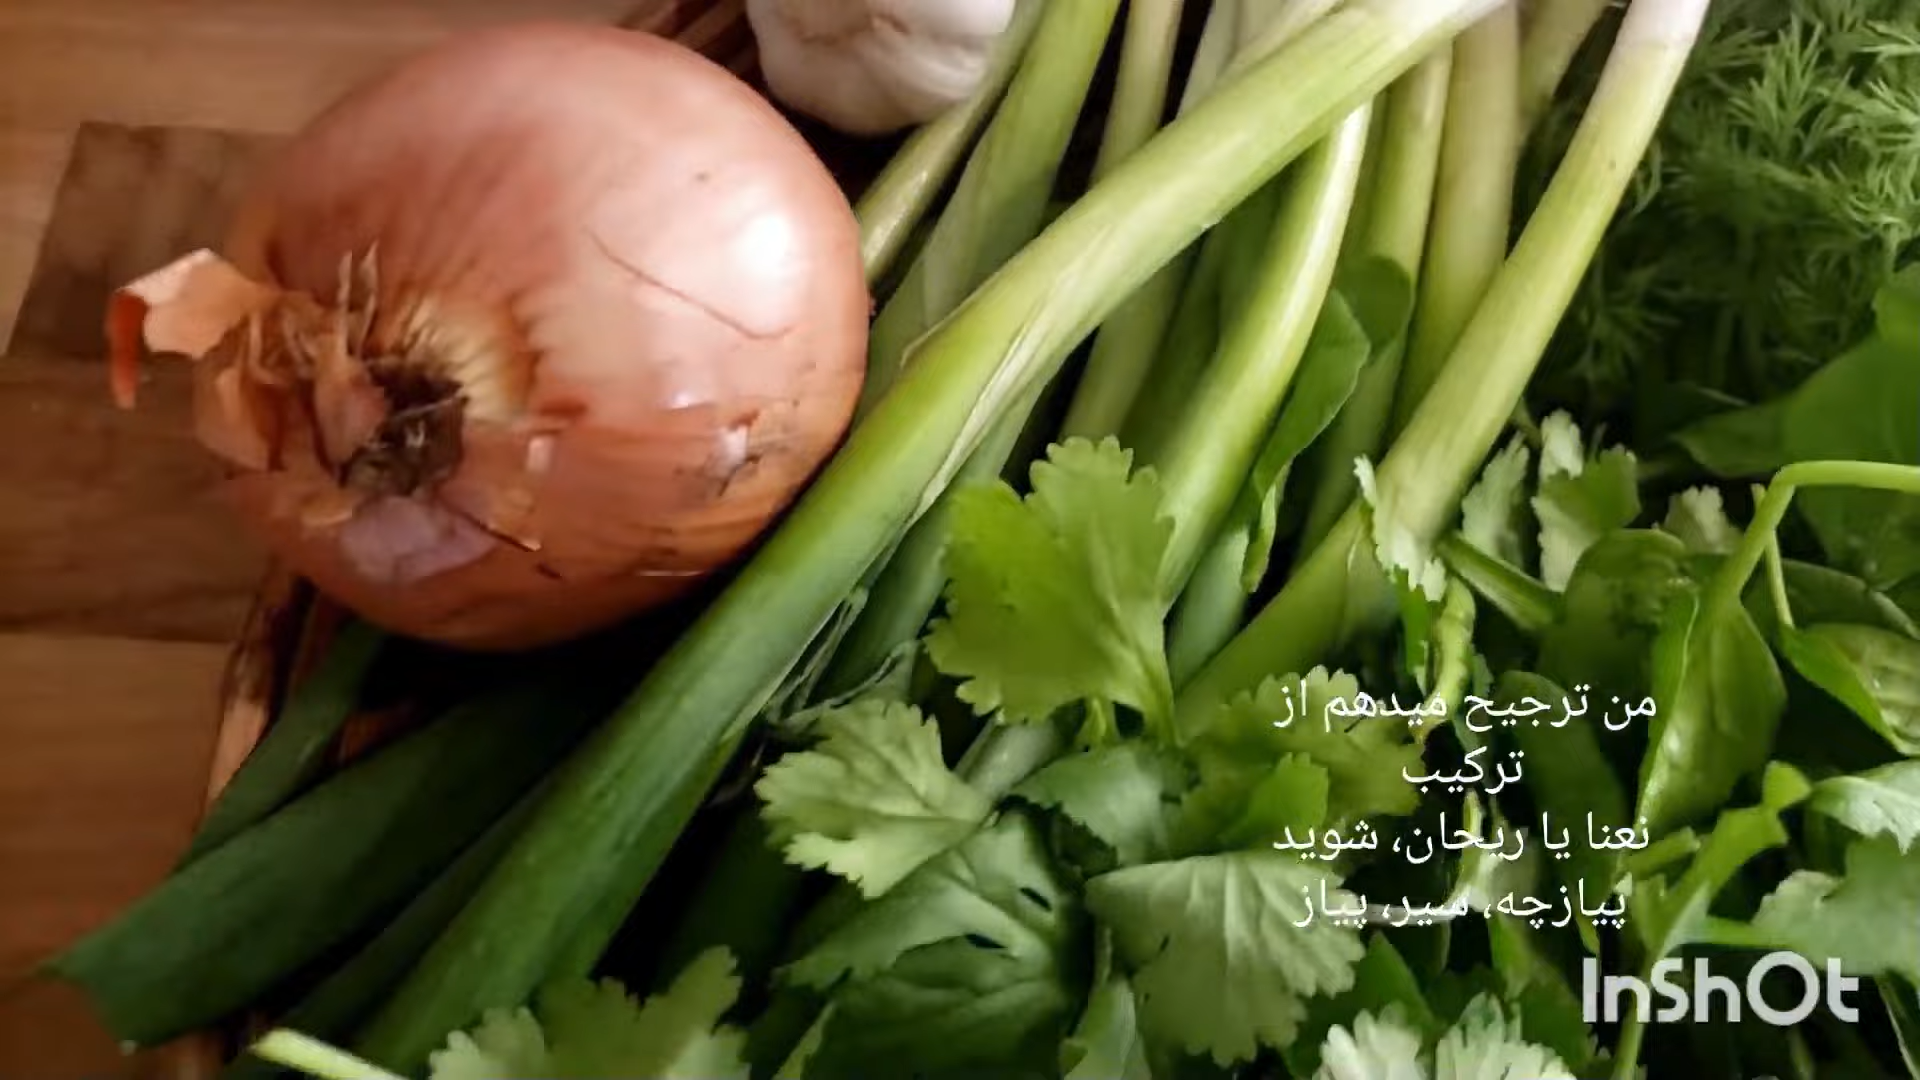 من ترجیح میدهم از
ترکیب
نعنا یا ریحان، شوید
پیازچه، سیر، پیاز
InShOt